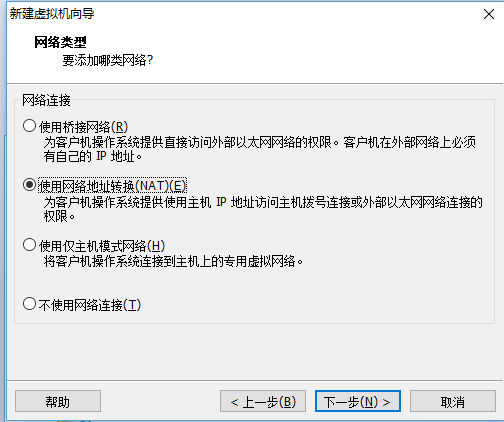 新建虚拟机向导
网络类型
要添加哪类网络?
网络连接
使用桥接网络(R)
为客户机操作系统提供直接访问外部以太网网络的权限。客户机在外部网络上必须
有自己的 IP 地址。
使用网络地址转换(NAT)(E)
为客户机操作系统提供使用主机 IP 地址访问主机拨号连接或外部以太网网络连接的
权限。
使用仅主机模式网络(H)
将客户机操作系统连接到主机上的专用虚拟网络。
不使用网络连接(T)
帮助
< 上一步(B)
下一步(N) >
取消